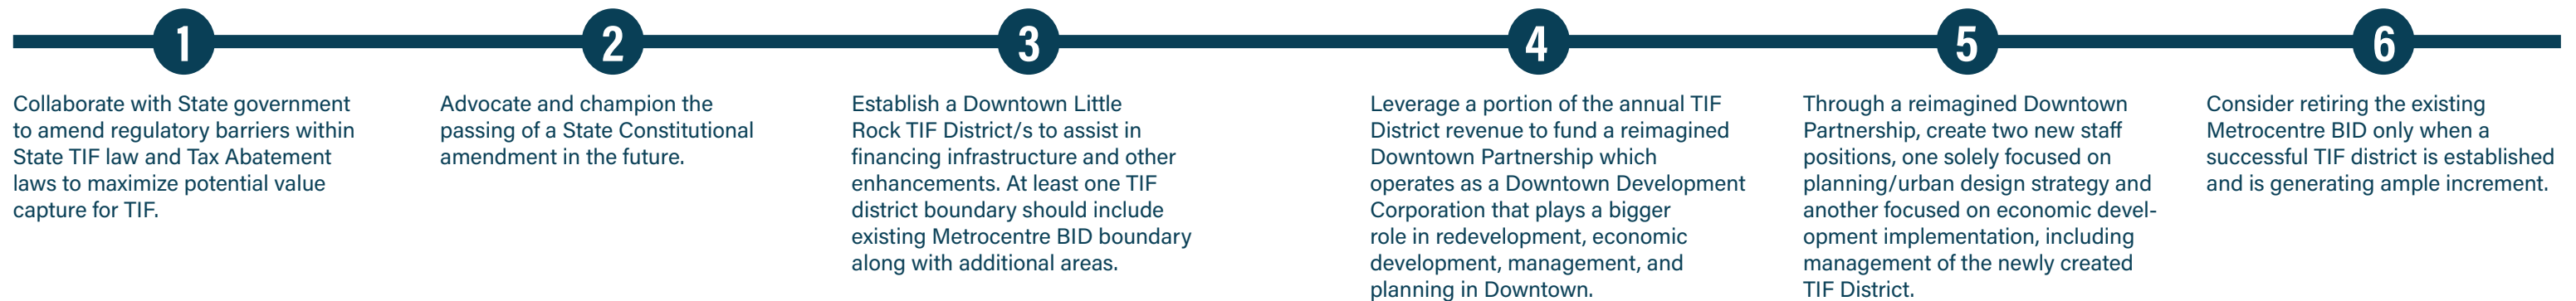 1
Collaborate with State government
to amend regulatory barriers within
State TIF law and Tax Abatement
laws to maximize potential value
capture for TIF.
2
Advocate and champion the
passing of a State Constitutional
amendment in the future.
3
Establish a Downtown Little
Rock TIF District/s to assist in
financing infrastructure and other
enhancements. At least one TIF
district boundary should include
existing Metrocentre BID boundary
along with additional areas.
4
Leverage a portion of the annual TIF
District revenue to fund a reimagined
Downtown Partnership which
operates as a Downtown Development
Corporation that plays a bigger
role in redevelopment, economic
development, management, and
planning in Downtown.
5
Through a reimagined Downtown
Partnership, create two new staff
positions, one solely focused on
planning/urban design strategy and
another focused on economic devel-
opment implementation, including
management of the newly created
TIF District.
6
Consider retiring the existing
Metrocentre BID only when a
successful TIF district is established
and is generating ample increment.